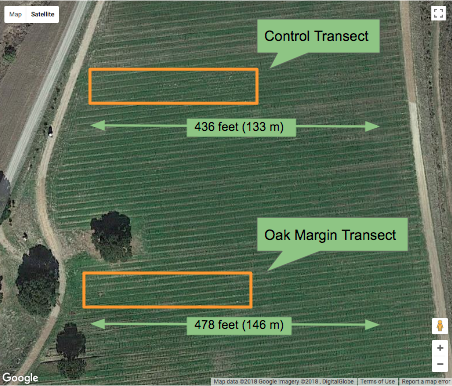 Map Satellite
Control Transect
436 feet (133 m)
Oak Margin Transect
478 feet (146 m)
+
−
Google
Map data ©2018 Google Imagery ©2018 , DigitalGlobe Terms of Use Report a map error